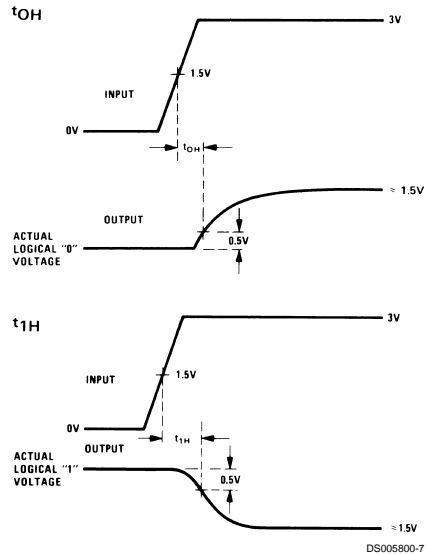 tOH
3V
1.5V
INPUT
0V
tOH
≈ 1.5V
OUTPUT
0.5V
ACTUAL
LOGICAL "0"
VOLTAGE
t1H
3V
1.5V
INPUT
0V
OUTPUT
t1H
ACTUAL
LOGICAL "1"
VOLTAGE
0.5V
≈1.5V
DS005800-7